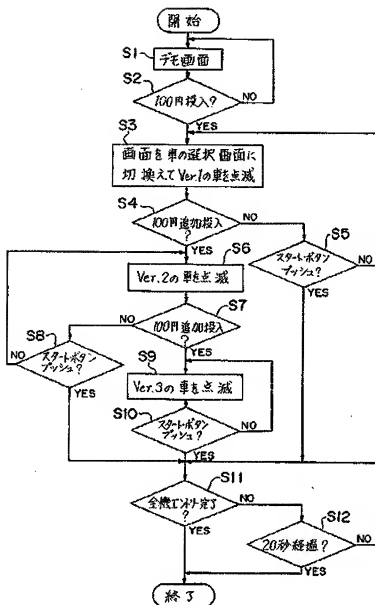 開始
S1
デモ画面
S2
100円投入?
NO
YES
S3
画面を車の選択画面に
切換えてVer.1の車を点滅
S4
100円追加投入
?
NO
YES
S5
スタートボタン
プッシュ?
NO
YES
S6
Ver.2の車を点滅
S7
100円追加投入
?
NO
YES
S8
スタートボタン
プッシュ?
NO
YES
S9
Ver.3の車を点滅
S10
スタートボタン
プッシュ?
NO
YES
S11
全機エントリ完了
?
NO
YES
S12
20秒経過?
NO
YES
終了